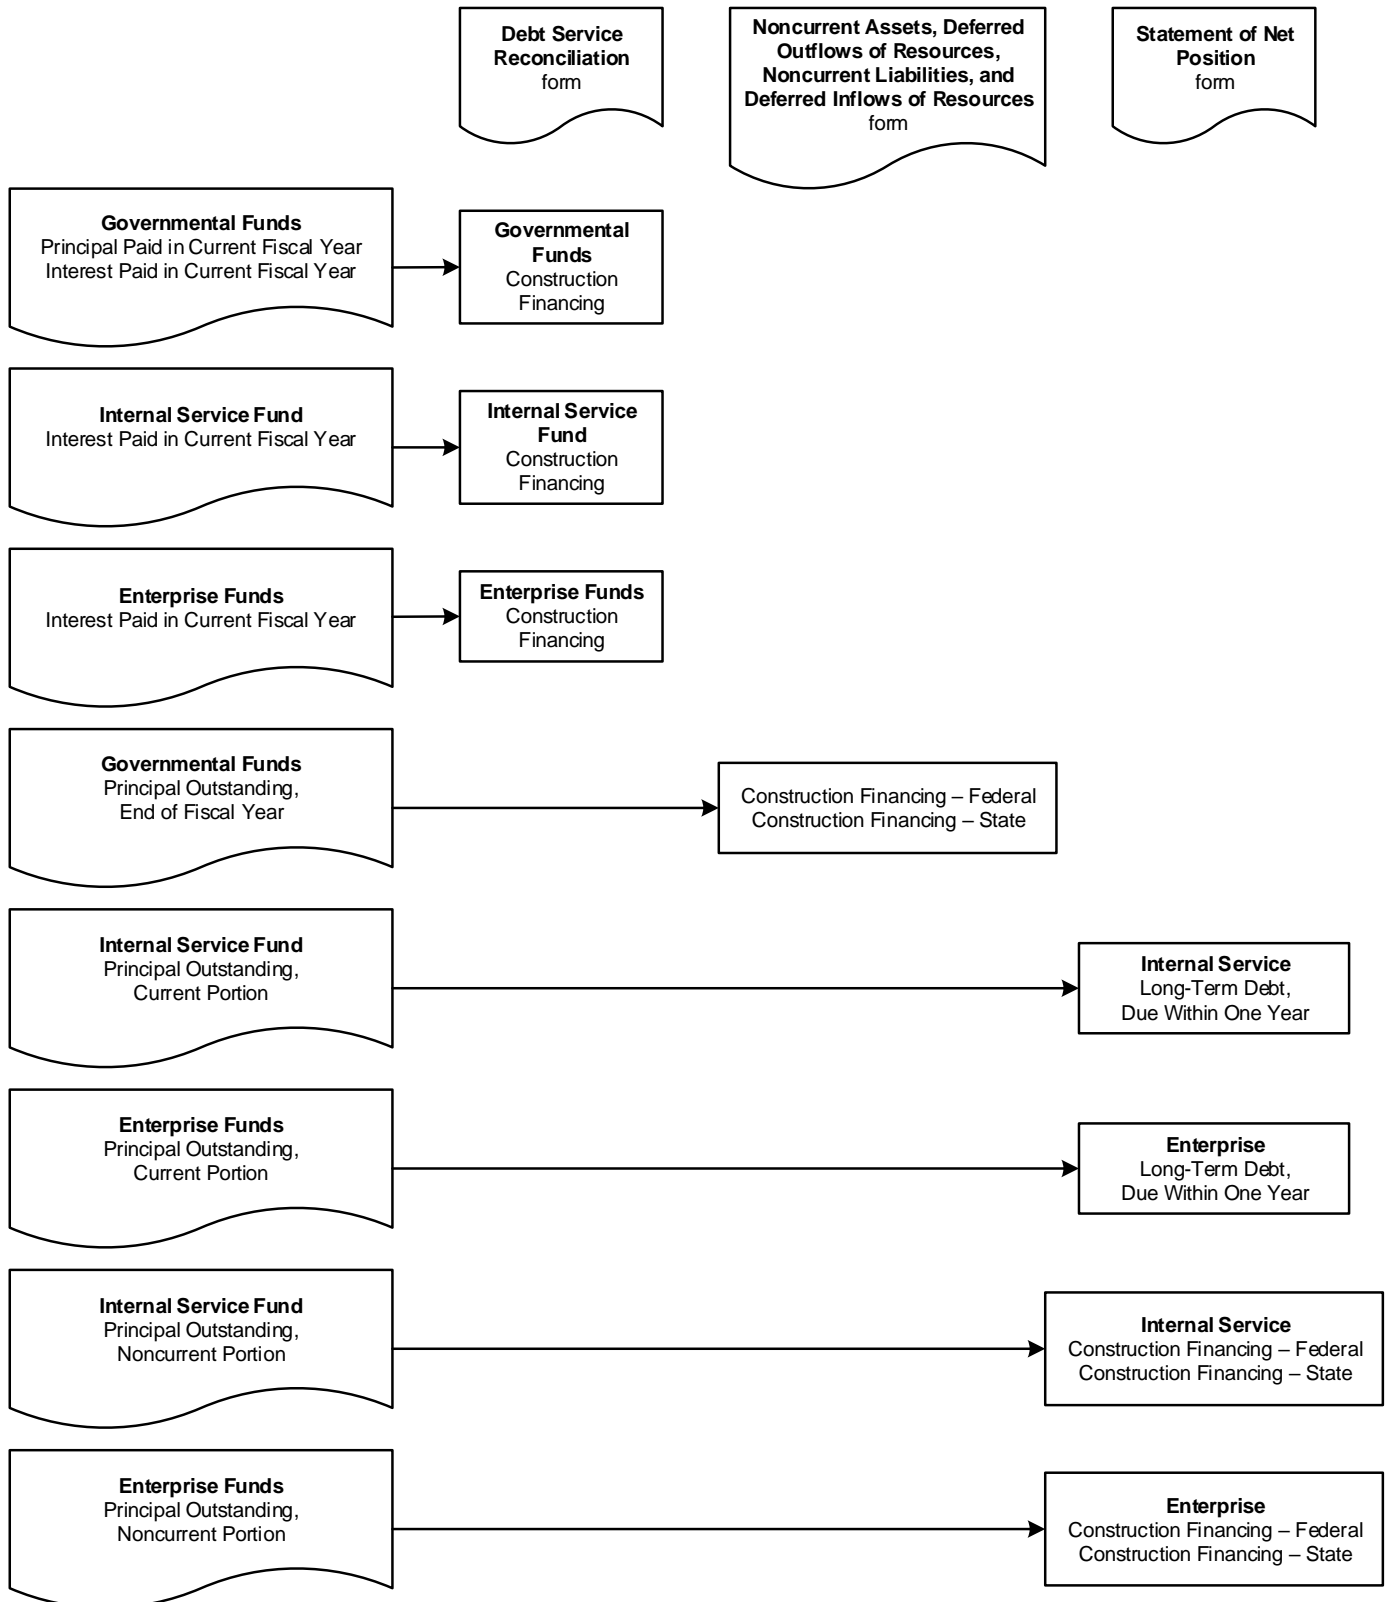 Debt Service
Reconciliation
form
Noncurrent Assets, Deferred
Outflows of Resources,
Noncurrent Liabilities, and
Deferred Inflows of Resources
form
Statement of Net
Position
form
Governmental Funds
Principal Paid in Current Fiscal Year
Interest Paid in Current Fiscal Year
Governmental
Funds
Construction
Financing
Internal Service Fund
Interest Paid in Current Fiscal Year
Internal Service
Fund
Construction
Financing
Enterprise Funds
Interest Paid in Current Fiscal Year
Enterprise Funds
Construction
Financing
Governmental Funds
Principal Outstanding,
End of Fiscal Year
Construction Financing – Federal
Construction Financing – State
Internal Service Fund
Principal Outstanding,
Current Portion
Internal Service
Long-Term Debt,
Due Within One Year
Enterprise Funds
Principal Outstanding,
Current Portion
Enterprise
Long-Term Debt,
Due Within One Year
Internal Service Fund
Principal Outstanding,
Noncurrent Portion
Internal Service
Construction Financing – Federal
Construction Financing – State
Enterprise Funds
Principal Outstanding,
Noncurrent Portion
Enterprise
Construction Financing – Federal
Construction Financing – State